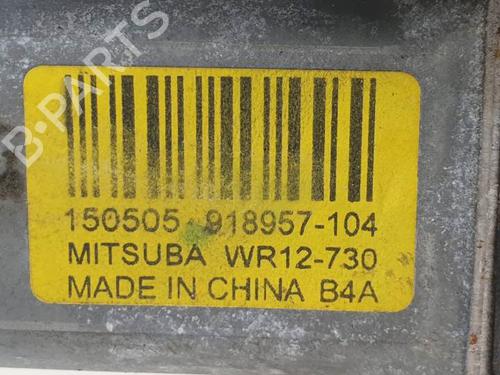 B-PARTS
150505 918957-104
MITSUBA WR12-730
MADE IN CHINA B4A